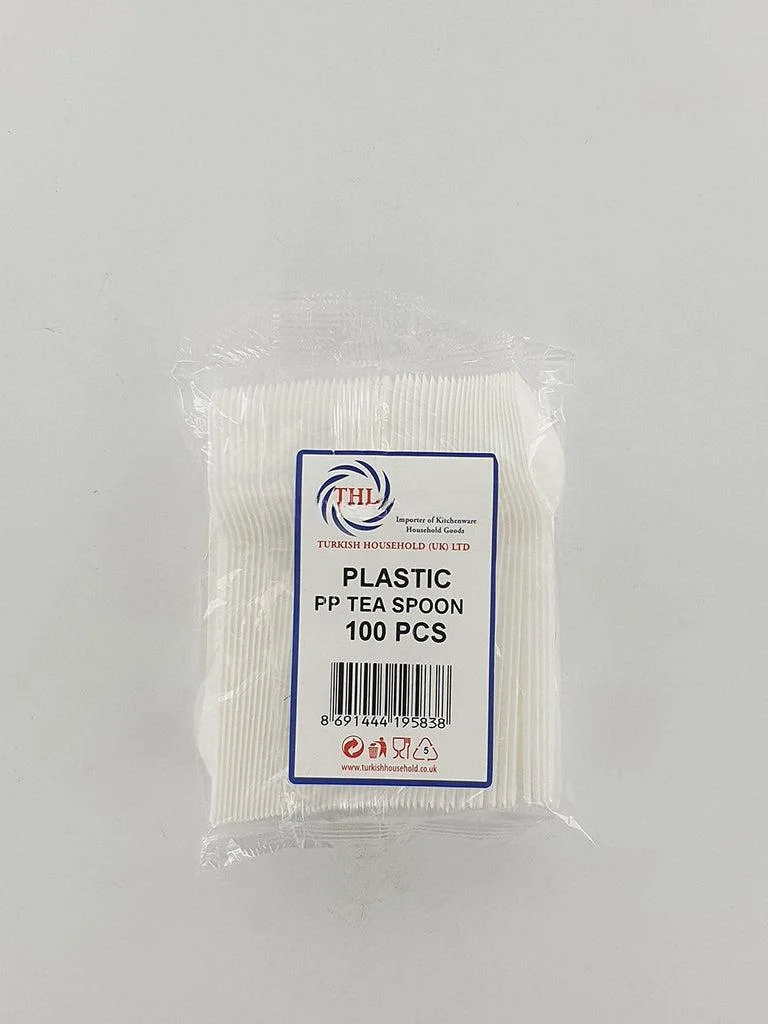 THL
Importer of Kitchenware
Household Goods
TURKISH HOUSEHOLD (UK) LTD
PLASTIC
PP TEA SPOON
100 PCS
8 691444 195838
5
www.turkishhousehold.co.uk